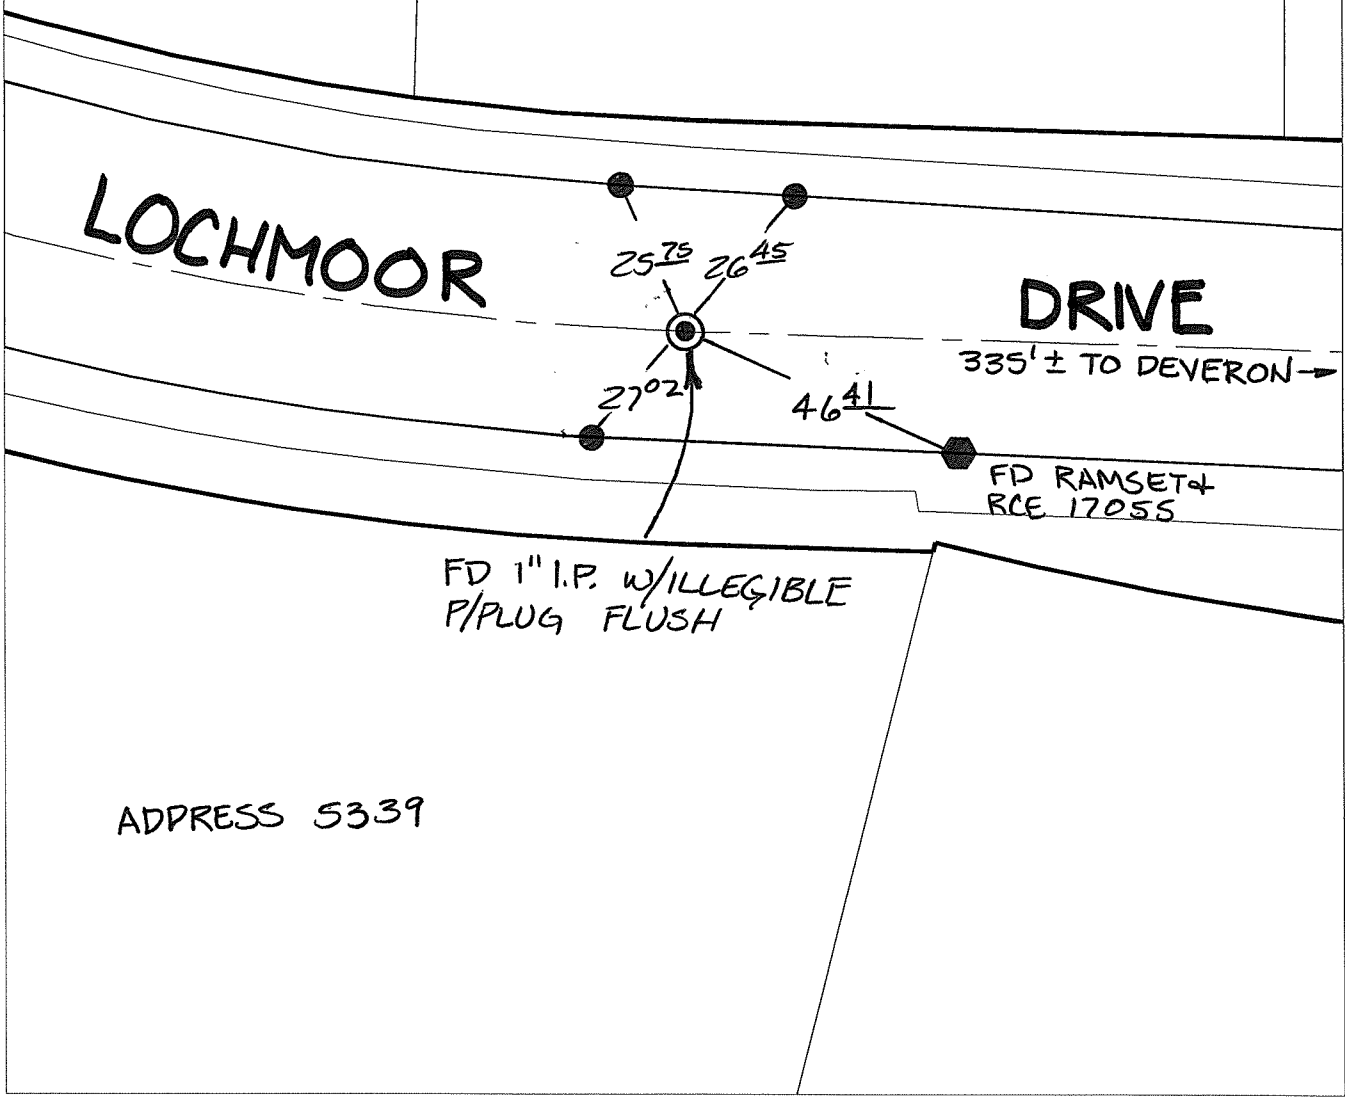 LOCHMOOR DRIVE
25 75
26 45
335' ± TO DEVERON →
27 02
46 41
FD RAMSET &
RCE 17055
FD 1" I.P. W/ILLEGIBLE
P/PLUG FLUSH
ADDRESS 5339